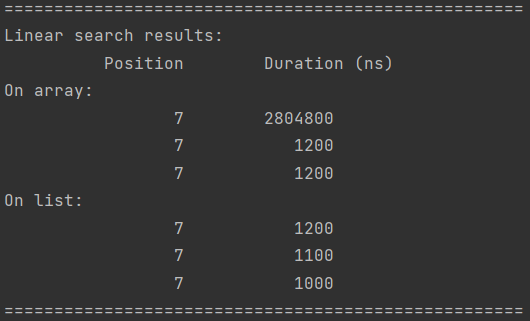 ====================================================
Linear search results:
          Position        Duration (ns)
On array:
                 7        2804800
                 7           1200
                 7           1200
On list:
                 7           1200
                 7           1100
                 7           1000
====================================================